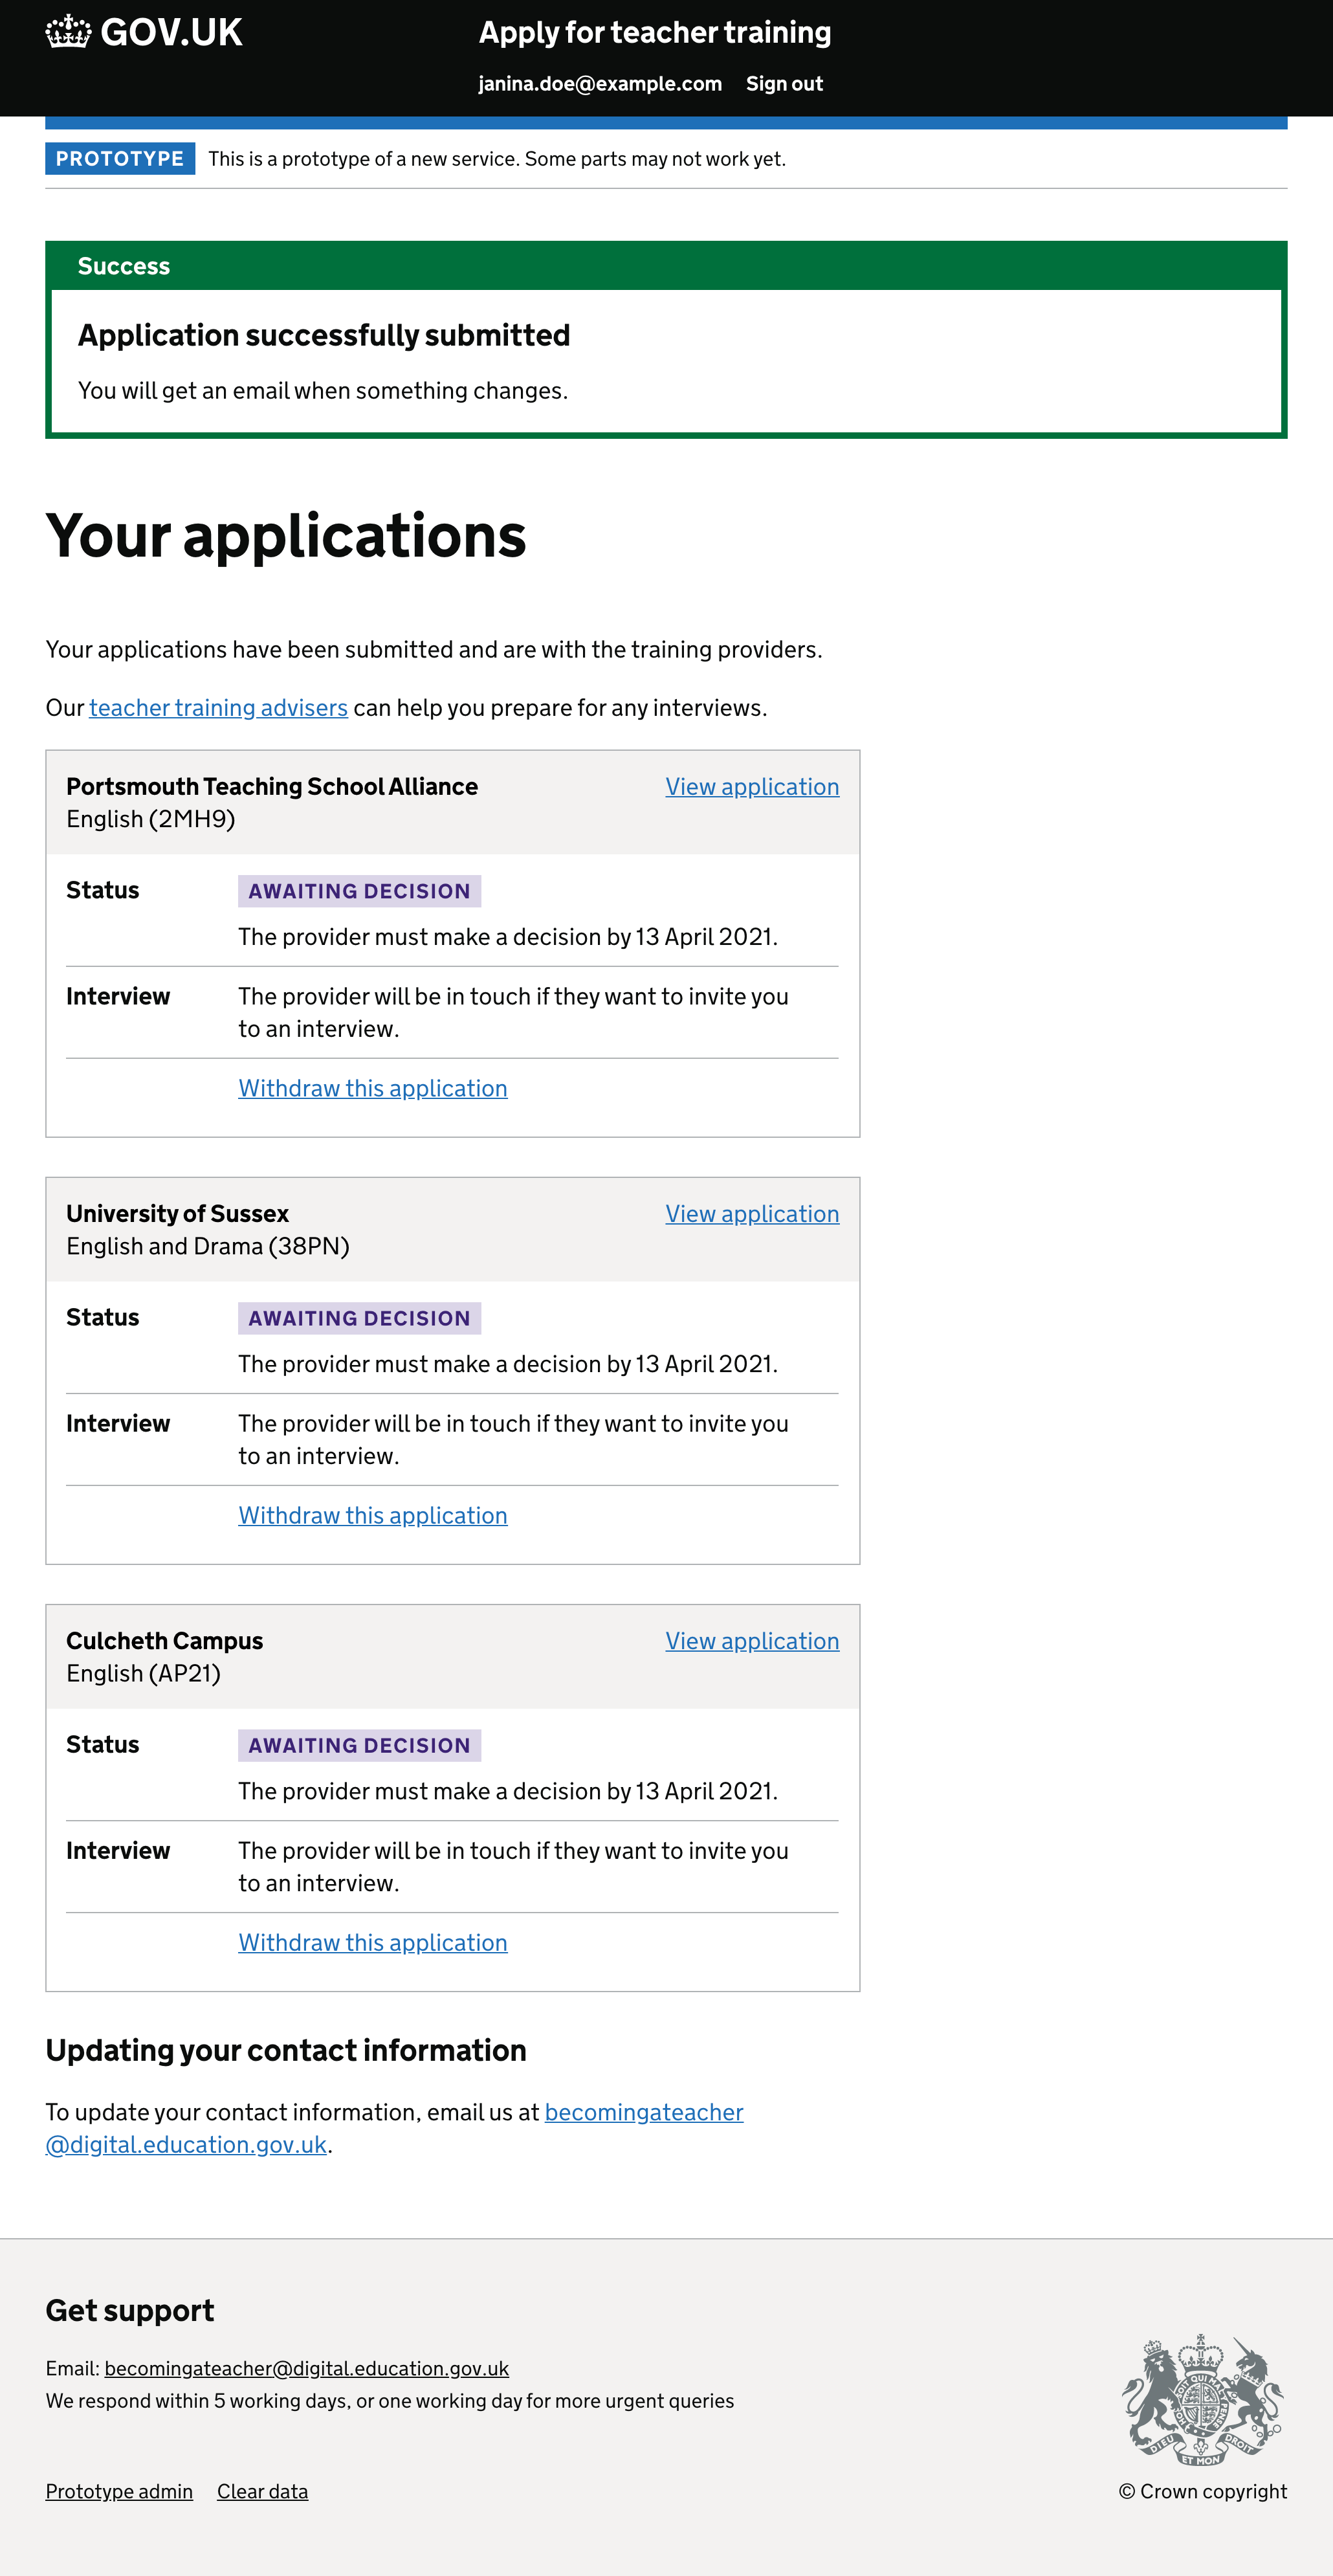 GOV.UK
Apply for teacher training
janina.doe@example.com Sign out
PROTOTYPE This is a prototype of a new service. Some parts may not work yet.
Success
Application successfully submitted
You will get an email when something changes.
Your applications
Your applications have been submitted and are with the training providers.
Our teacher training advisers can help you prepare for any interviews.
Portsmouth Teaching School Alliance View application
English (2MH9)
Status AWAITING DECISION
The provider must make a decision by 13 April 2021.
Interview The provider will be in touch if they want to invite you
to an interview.
Withdraw this application
University of Sussex View application
English and Drama (38PN)
Status AWAITING DECISION
The provider must make a decision by 13 April 2021.
Interview The provider will be in touch if they want to invite you
to an interview.
Withdraw this application
Culcheth Campus View application
English (AP21)
Status AWAITING DECISION
The provider must make a decision by 13 April 2021.
Interview The provider will be in touch if they want to invite you
to an interview.
Withdraw this application
Updating your contact information
To update your contact information, email us at becomingateacher
@digital.education.gov.uk.
Get support
Email: becomingateacher@digital.education.gov.uk
We respond within 5 working days, or one working day for more urgent queries
DIEU ET MON DROIT
Prototype admin Clear data
© Crown copyright